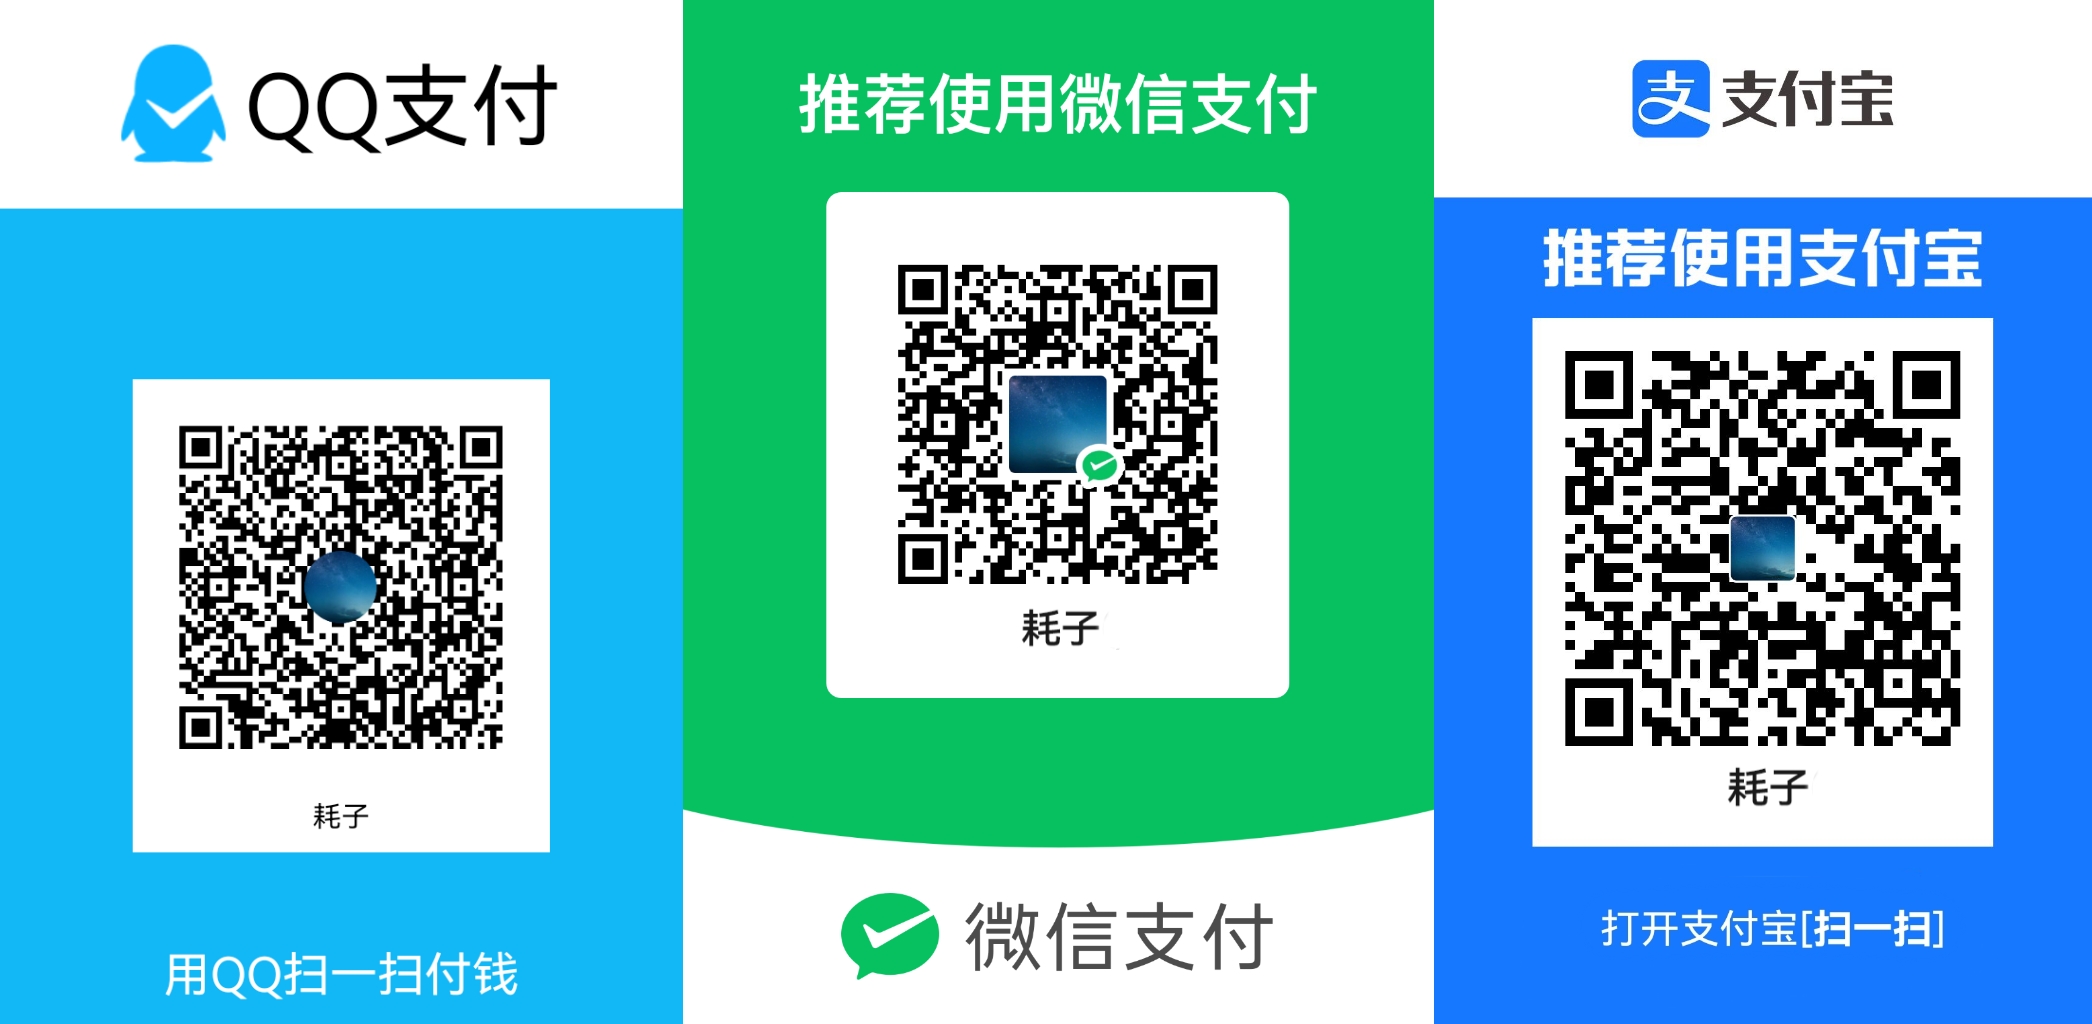 QQ支付
耗子
用QQ扫一扫付钱
推荐使用微信支付
耗子
微信支付
支付宝
推荐使用支付宝
耗子
打开支付宝[扫一扫]